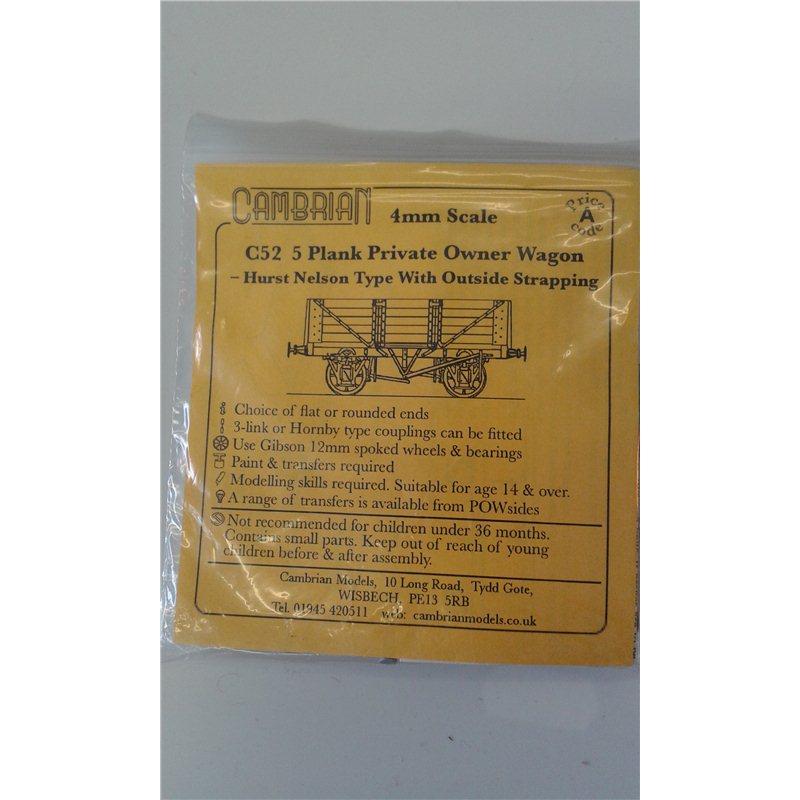 CAMBRIAN 4mm Scale
Price A code
C52 5 Plank Private Owner Wagon
– Hurst Nelson Type With Outside Strapping
Choice of flat or rounded ends
3-link or Hornby type couplings can be fitted
Use Gibson 12mm spoked wheels & bearings
Paint & transfers required
Modelling skills required. Suitable for age 14 & over.
A range of transfers is available from POWsides
Not recommended for children under 36 months.
Contains small parts. Keep out of reach of young
children before & after assembly.
Cambrian Models, 10 Long Road, Tydd Gote,
WISBECH, PE13 5RB
Tel. 01945 420511 web: cambrianmodels.co.uk